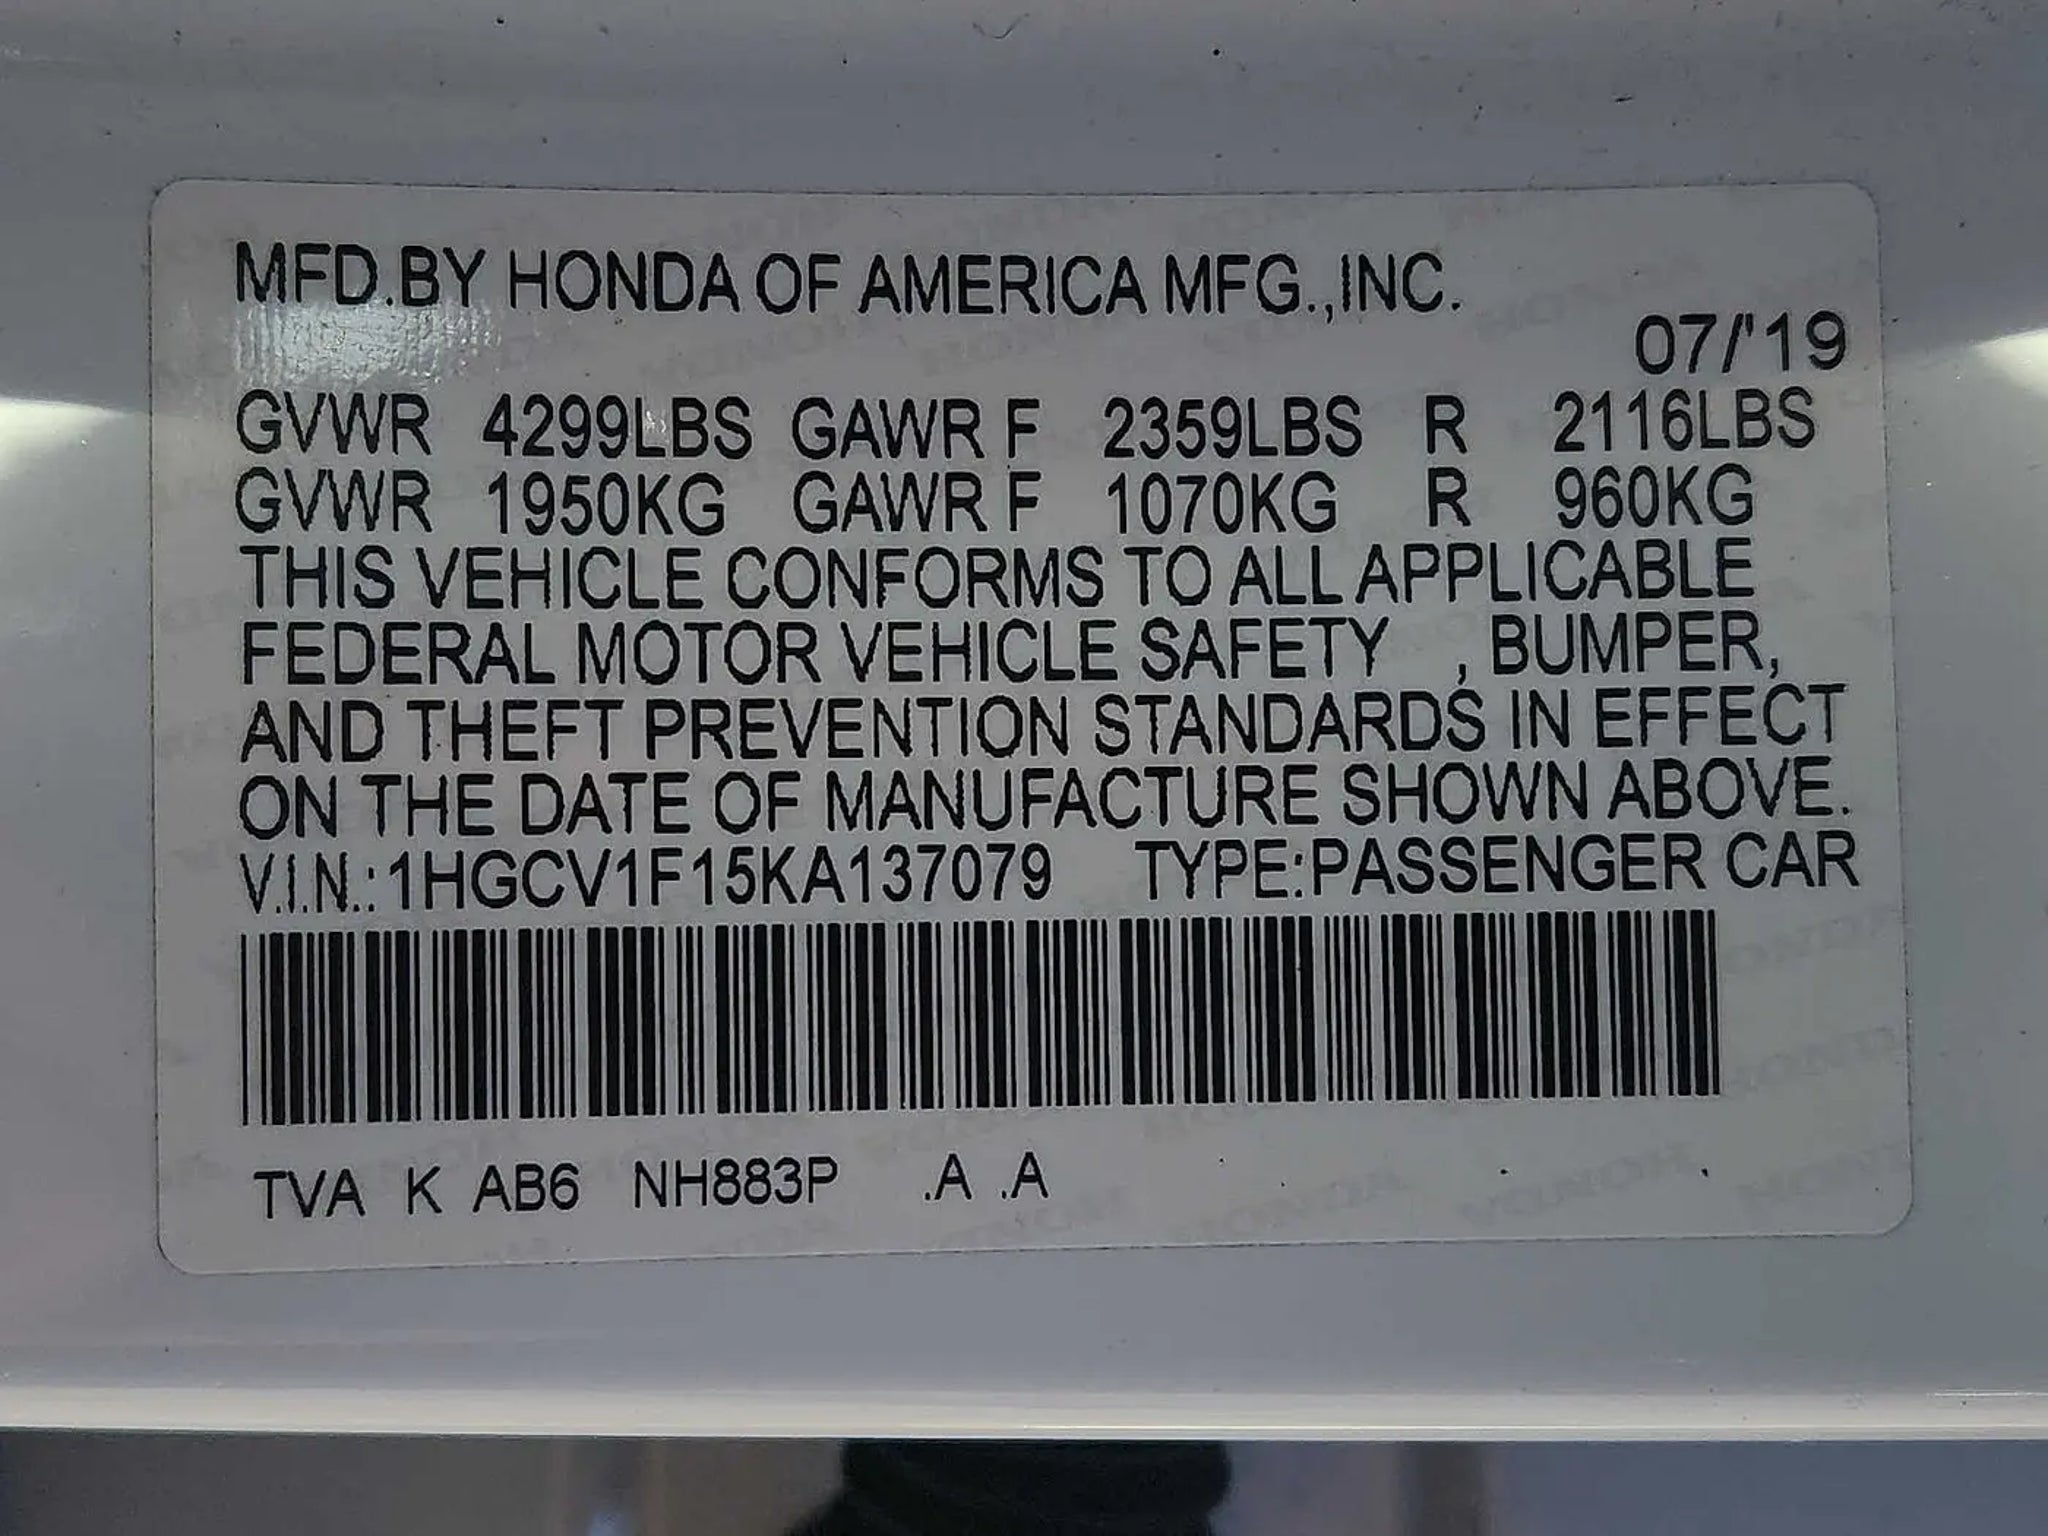 MFD.BY HONDA OF AMERICA MFG.,INC.
07/'19
GVWR 4299LBS GAWR F 2359LBS R 2116LBS
GVWR 1950KG GAWR F 1070KG R 960KG
THIS VEHICLE CONFORMS TO ALL APPLICABLE
FEDERAL MOTOR VEHICLE SAFETY , BUMPER,
AND THEFT PREVENTION STANDARDS IN EFFECT
ON THE DATE OF MANUFACTURE SHOWN ABOVE.
V.I.N.:1HGCV1F15KA137079 TYPE:PASSENGER CAR
TVA K AB6 NH883P .A .A